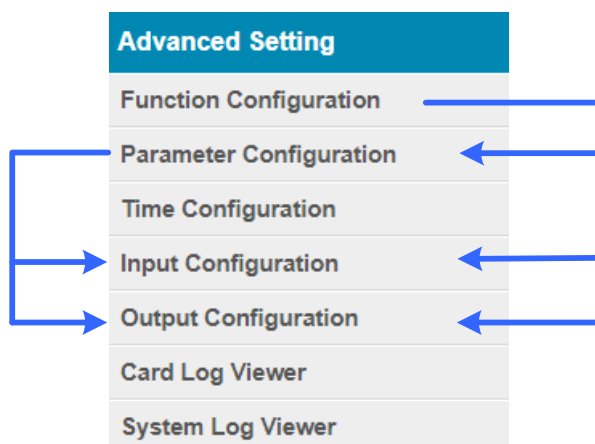 Advanced Setting
Function Configuration
Parameter Configuration
Time Configuration
Input Configuration
Output Configuration
Card Log Viewer
System Log Viewer